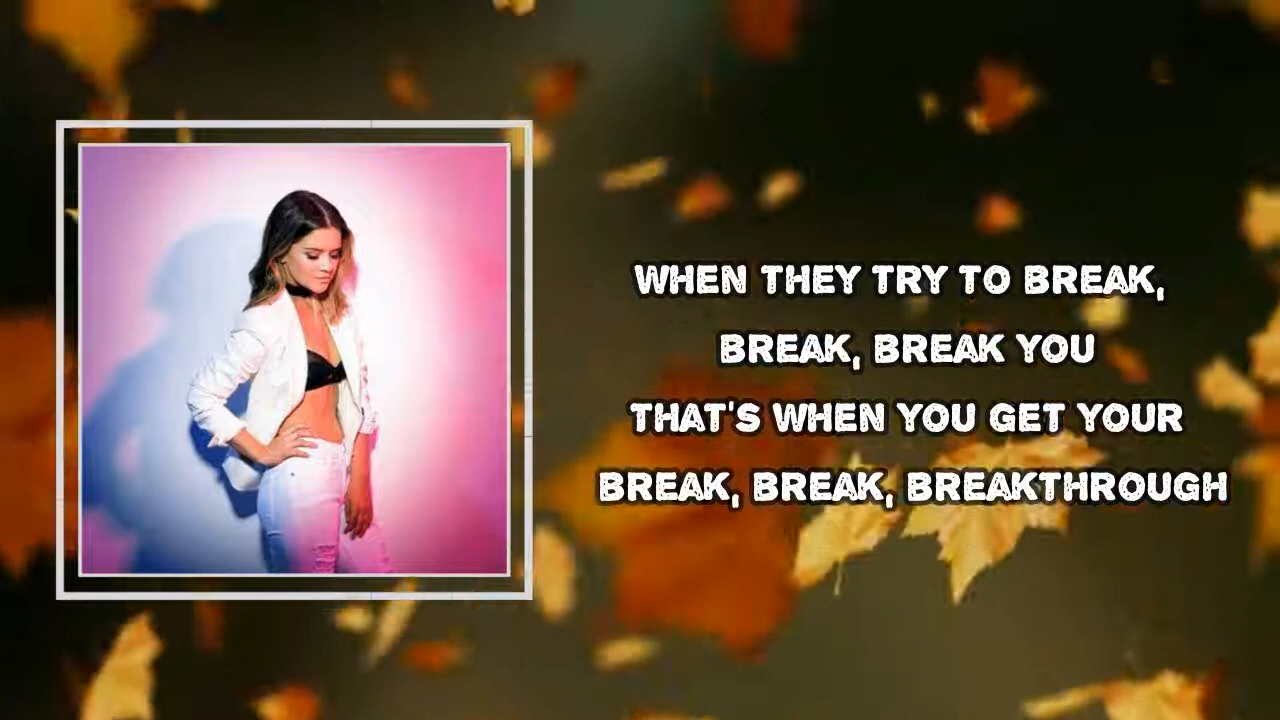 WHEN THEY TRY TO BREAK,
BREAK, BREAK YOU
THAT'S WHEN YOU GET YOUR
BREAK, BREAK, BREAKTHROUGH